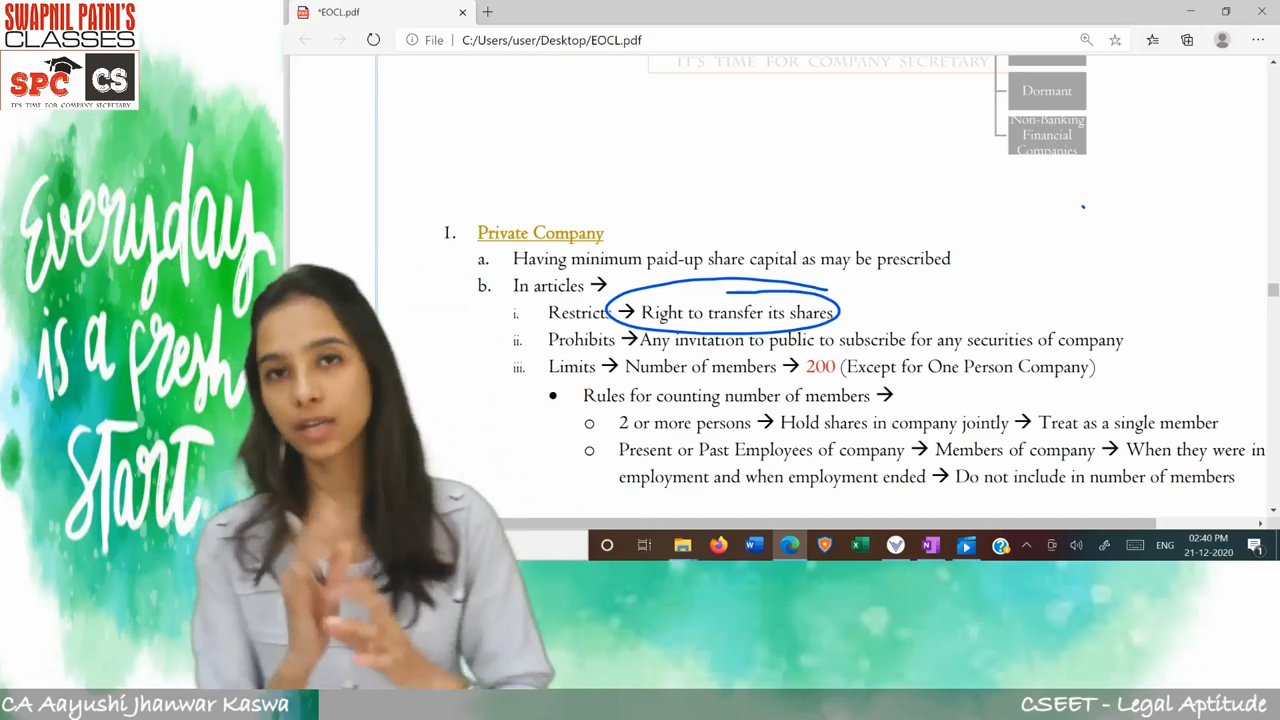 SWAPNIL PATNI'S
CLASSES
SPC CS
IT'S TIME FOR COMPANY SECRETARY
Everyday
is a fresh
start
*EOCL.pdf
File C:/Users/user/Desktop/EOCL.pdf
IT'S TIME FOR COMPANY SECRETARY
Dormant
Non-Banking
Financial
Companies
I. Private Company
a. Having minimum paid-up share capital as may be prescribed
b. In articles →
i. Restricts → Right to transfer its shares
ii. Prohibits → Any invitation to public to subscribe for any securities of company
iii. Limits → Number of members → 200 (Except for One Person Company)
• Rules for counting number of members →
o 2 or more persons → Hold shares in company jointly → Treat as a single member
o Present or Past Employees of company → Members of company → When they were in
employment and when employment ended → Do not include in number of members
ENG
02:40 PM
21-12-2020
CA Aayushi Jhanwar Kaswa
CSEET - Legal Aptitude